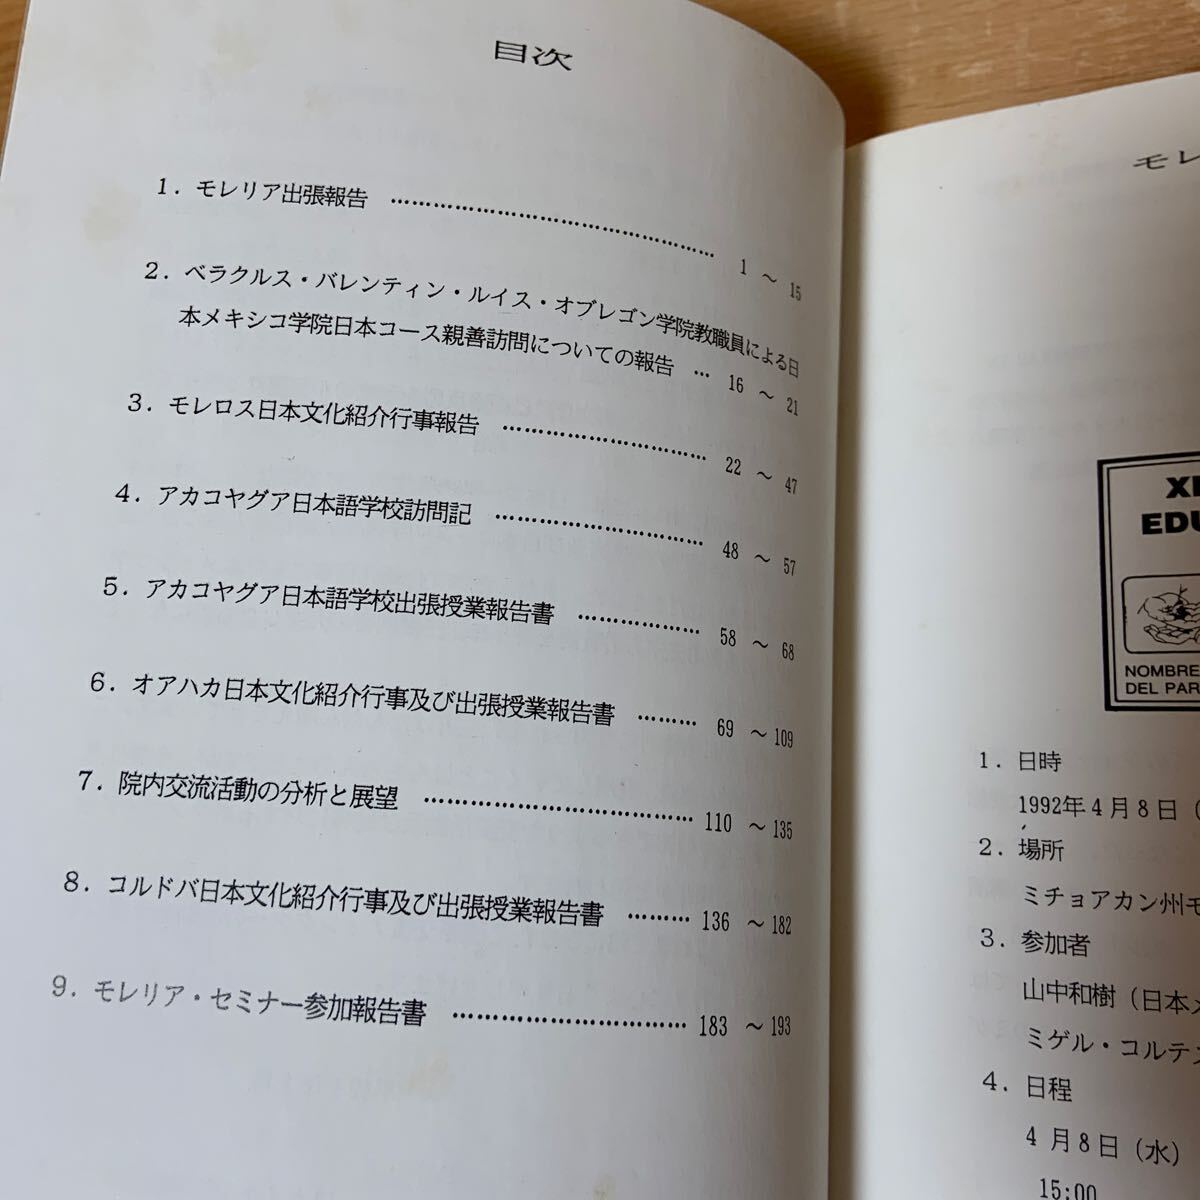 目次
1．モレリア出張報告 …………………………………… 1 ～ 15
2．ベラクルス・バレンティン・ルイス・オブレゴン学院教職員による日
本メキシコ学院日本コース親善訪問についての報告 … 16 ～ 21
3．モレロス日本文化紹介行事報告 ……………………… 22 ～ 47
4．アカコヤグア日本語学校訪問記 ……………………… 48 ～ 57
5．アカコヤグア日本語学校出張授業報告書 …………… 58 ～ 68
6．オアハカ日本文化紹介行事及び出張授業報告書 ……… 69 ～ 109
7．院内交流活動の分析と展望 …………………………… 110 ～ 135
8．コルドバ日本文化紹介行事及び出張授業報告書 ……… 136 ～ 182
9．モレリア・セミナー参加報告書 ……………………… 183 ～ 193
モレ
EDU
NOMBRE
DEL PAR
1．日時
1992年4月8日（
2．場所
ミチョアカン州モ
3．参加者
山中和樹（日本メ
ミゲル・コルテ
4．日程
4月8日（水）
15:00